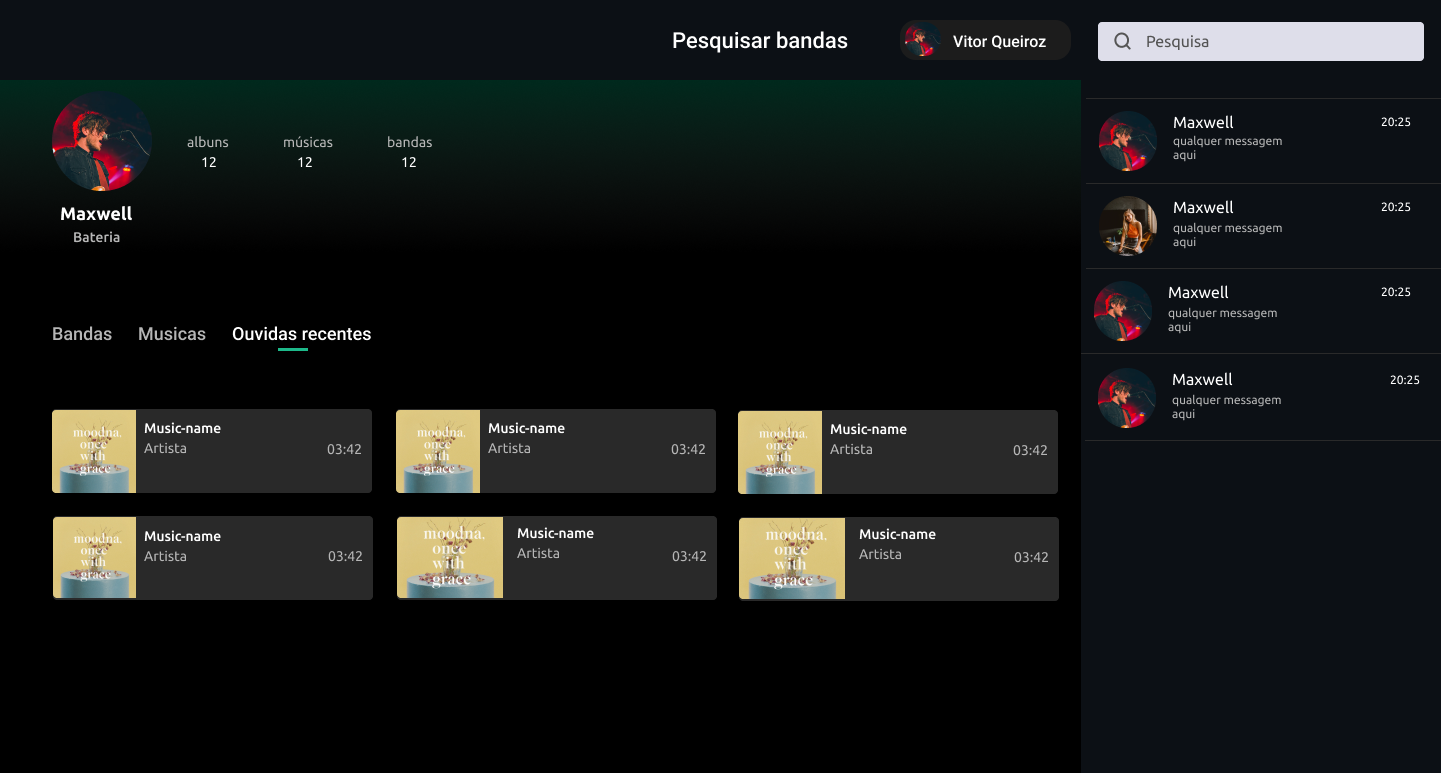 Pesquisar bandas
Vitor Queiroz
Pesquisa
albuns
12
músicas
12
bandas
12
Maxwell
Bateria
Bandas
Musicas
Ouvidas recentes
moodna.
once
with
grace
Music-name
Artista
03:42
moodna.
once
with
grace
Music-name
Artista
03:42
moodna.
once
with
grace
Music-name
Artista
03:42
moodna.
once
with
grace
Music-name
Artista
03:42
moodna.
once
with
grace
Music-name
Artista
03:42
moodna.
once
with
grace
Music-name
Artista
03:42
Maxwell
20:25
qualquer messagem
aqui
Maxwell
20:25
qualquer messagem
aqui
Maxwell
20:25
qualquer messagem
aqui
Maxwell
20:25
qualquer messagem
aqui